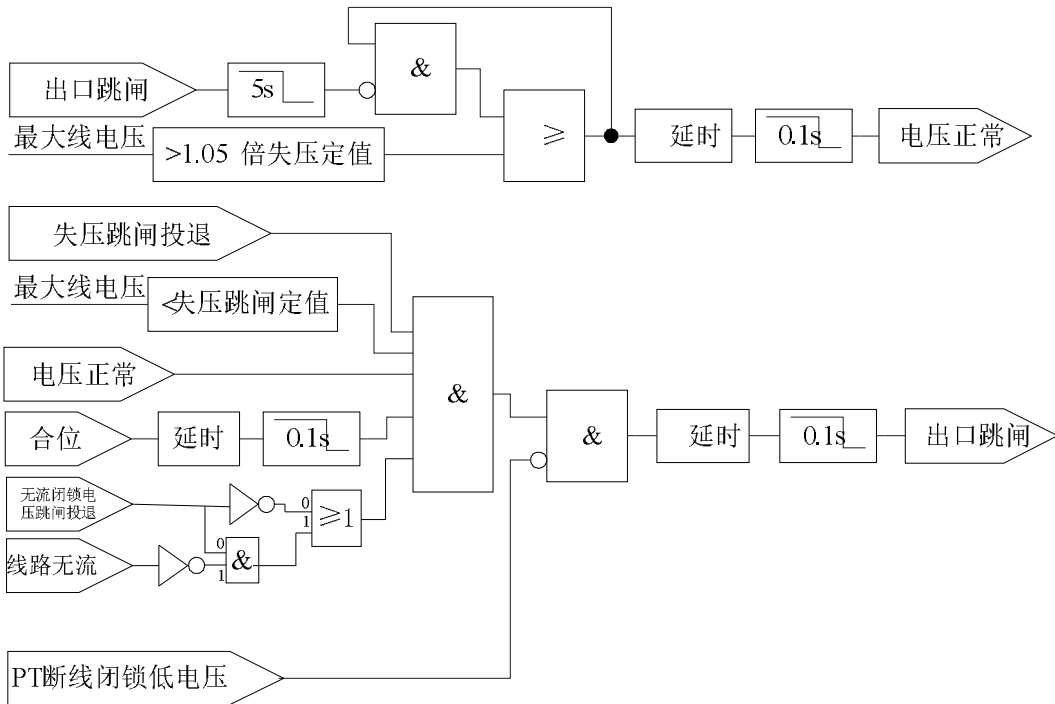 出口跳闸
5s
&
最大线电压
>1.05 倍失压定值
≥
延时
0.1s
电压正常
失压跳闸投退
最大线电压
<失压跳闸定值
电压正常
&
合位
延时
0.1s
&
延时
0.1s
出口跳闸
无流闭锁电
压跳闸投退
0
1
≥1
线路无流
0
1
&
PT断线闭锁低电压